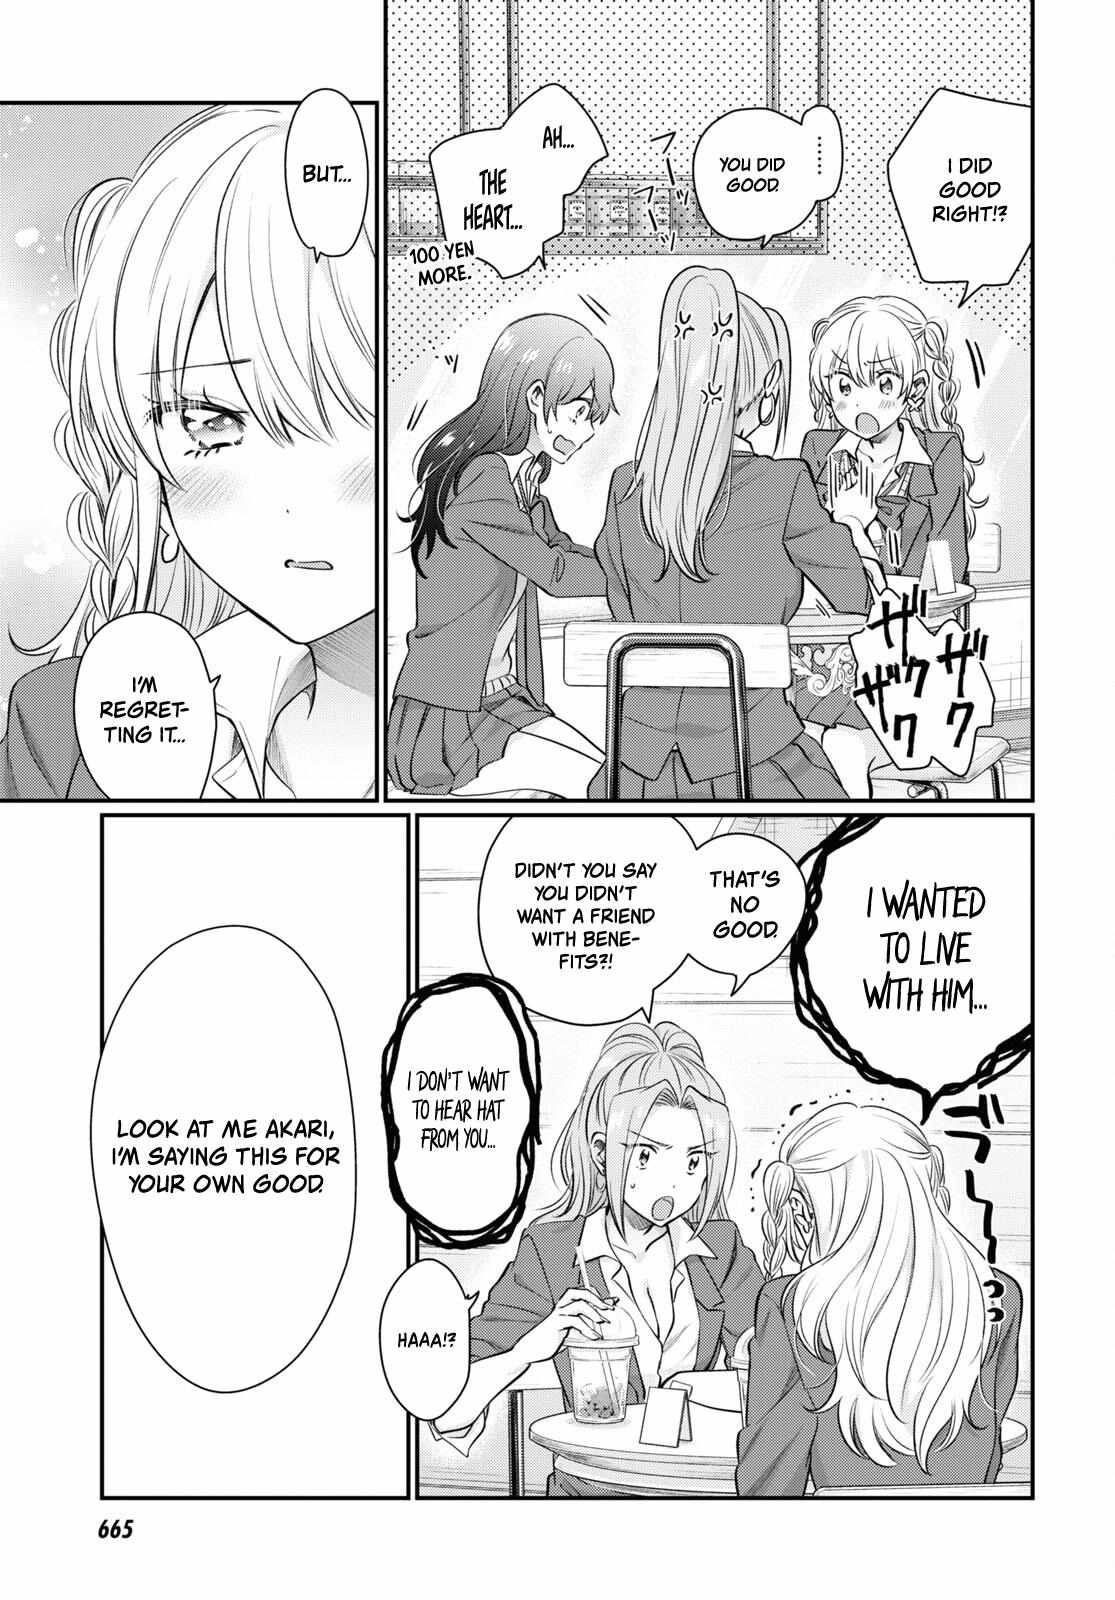 I DID
GOOD
RIGHT!?
......
YOU DID
GOOD.
AH...
THE
HEART...
100 YEN
MORE.
ザク
ザク
ザク
BUT...
I'M
REGRET-
TING IT...
I WANTED
TO LIVE
WITH HIM...
THAT'S
NO
GOOD.
DIDN'T YOU SAY
YOU DIDN'T
WANT A FRIEND
WITH BENE-
FITS?!
I DON'T WANT
TO HEAR HAT
FROM YOU...
HAAA!?
LOOK AT ME AKARI,
I'M SAYING THIS FOR
YOUR OWN GOOD.
665